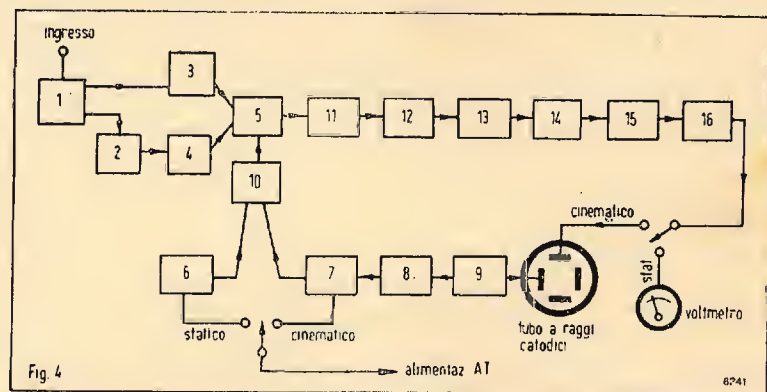 ingresso
3
1
5
11
12
13
14
15
16
2
4
10
cinematico
6
7
8
9
stat
statico
cinematico
voltmetro
tubo a raggi
catodici
alimentaz AT
Fig. 4
8241